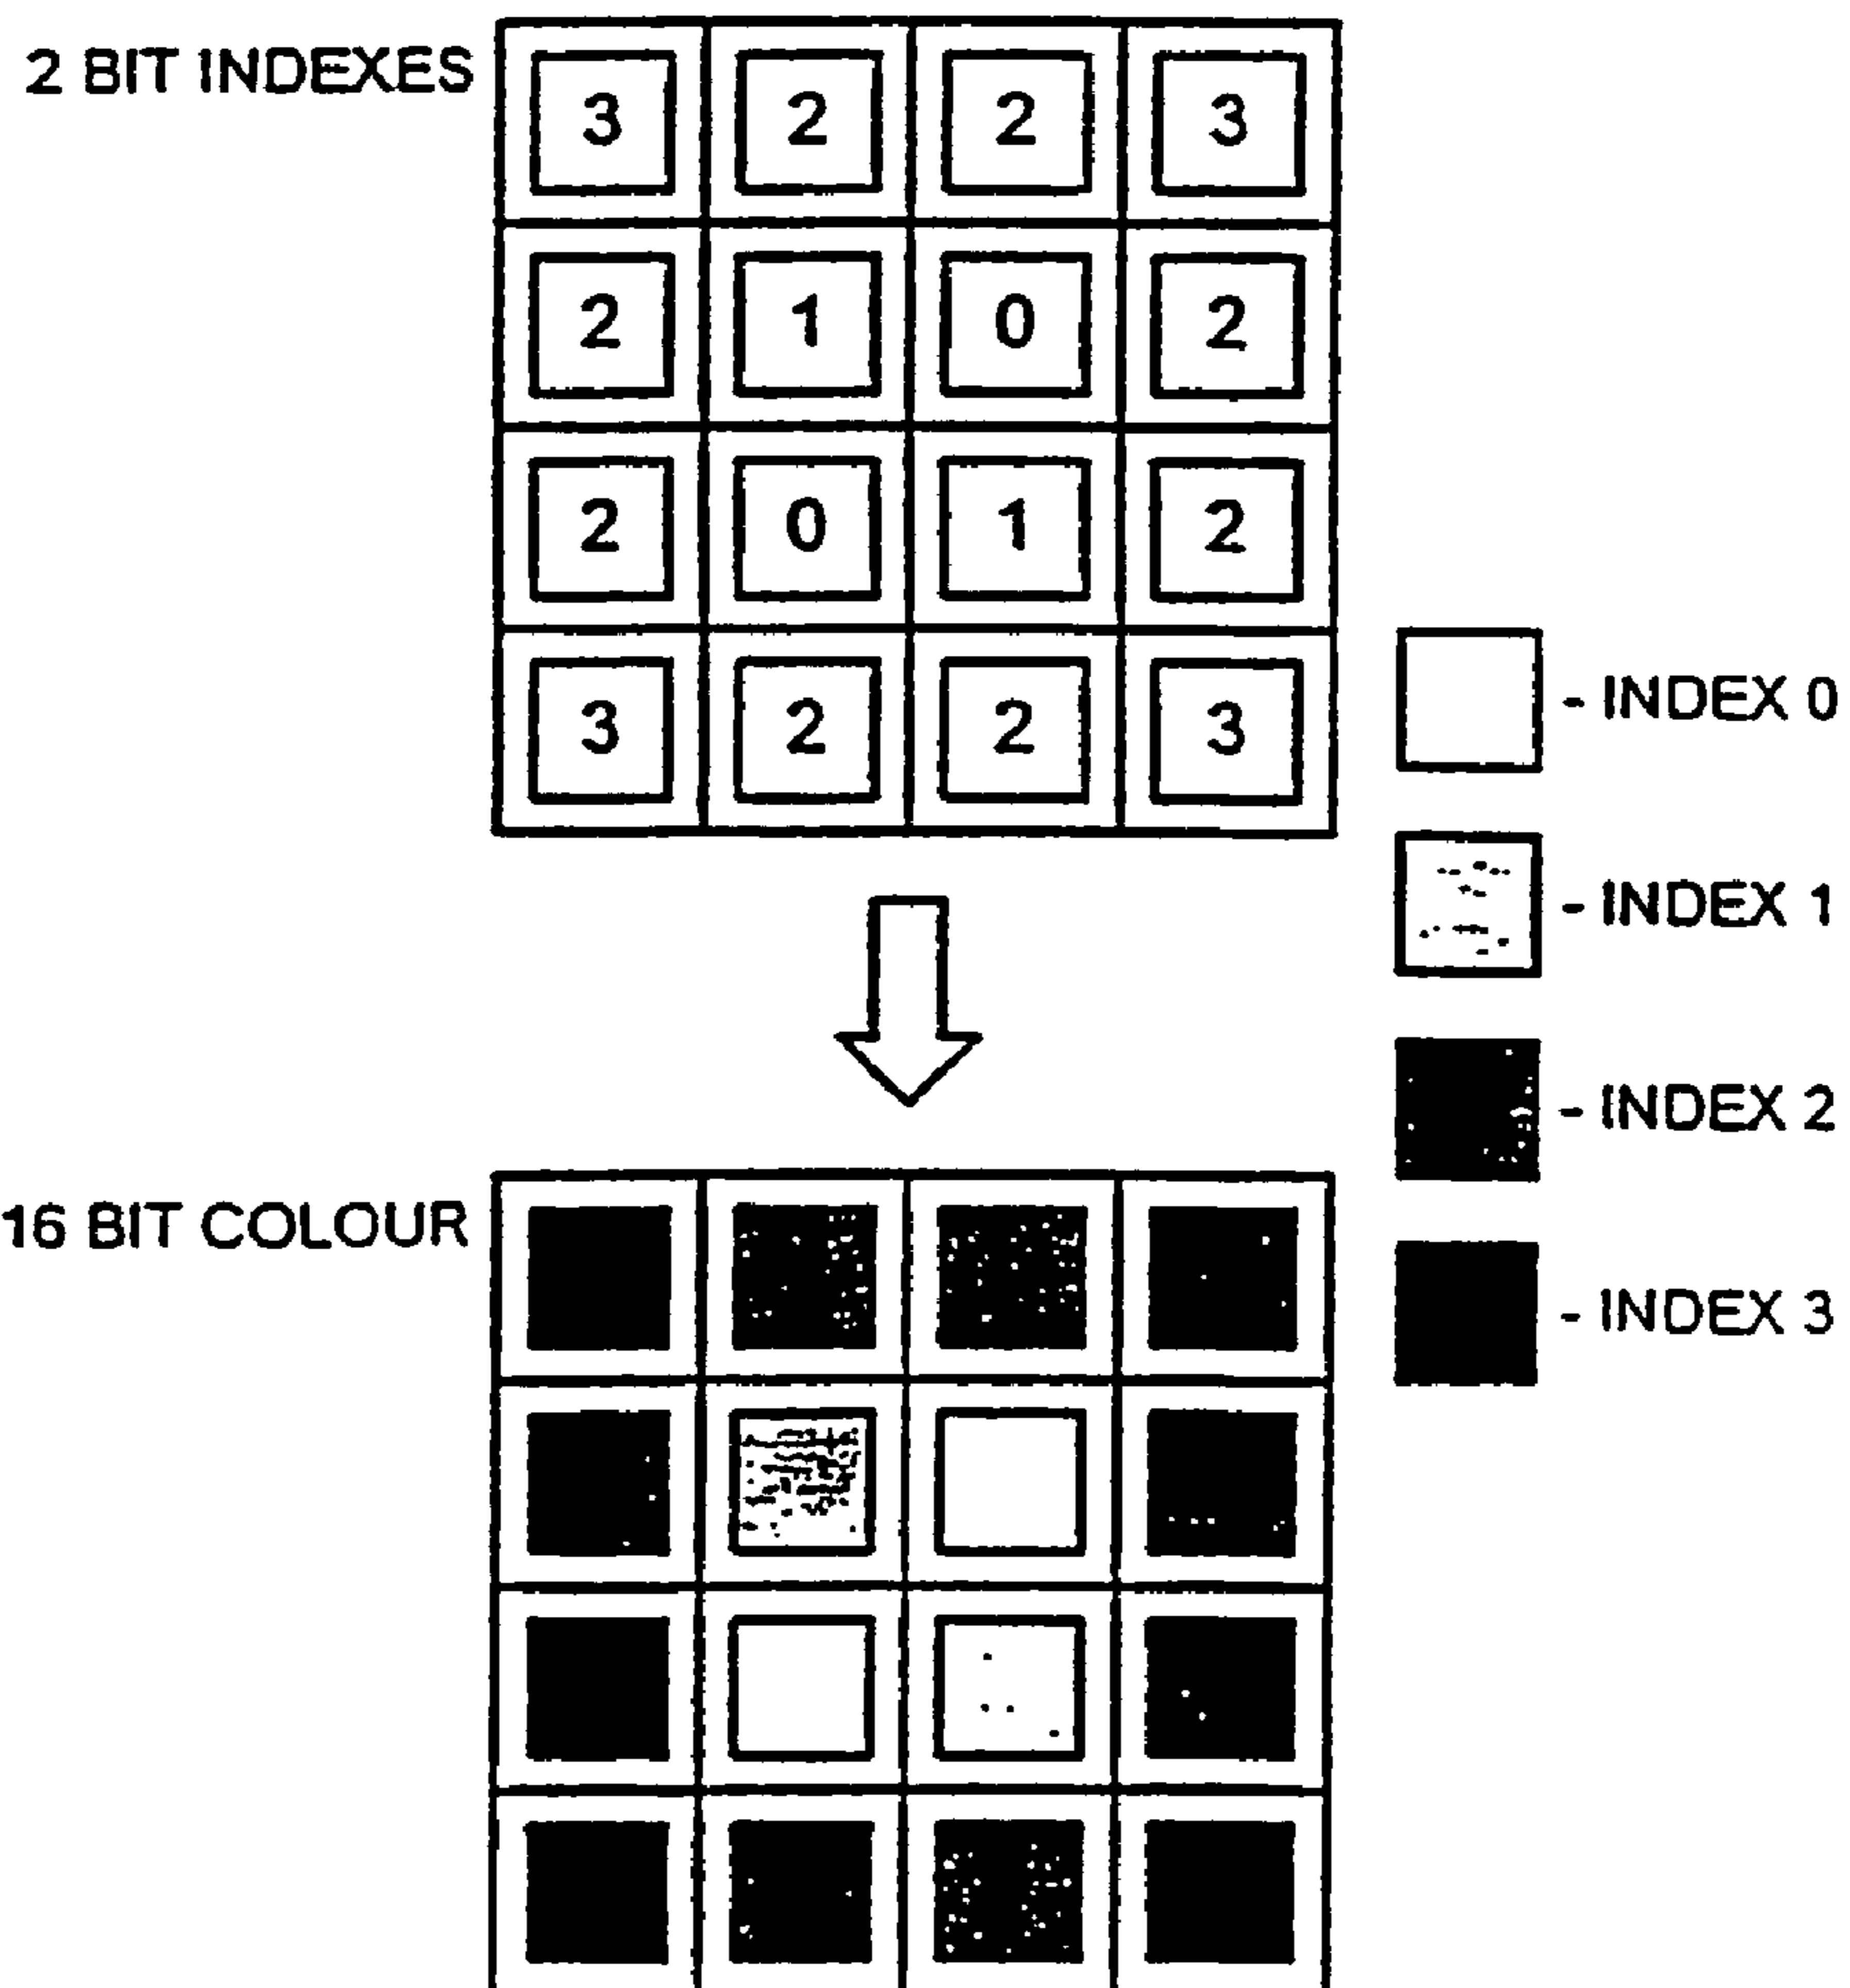 2 BIT INDEXES
3 2 2 3
2 1 0 2
2 0 1 2
3 2 2 3
- INDEX 0
- INDEX 1
- INDEX 2
- INDEX 3
16 BIT COLOUR